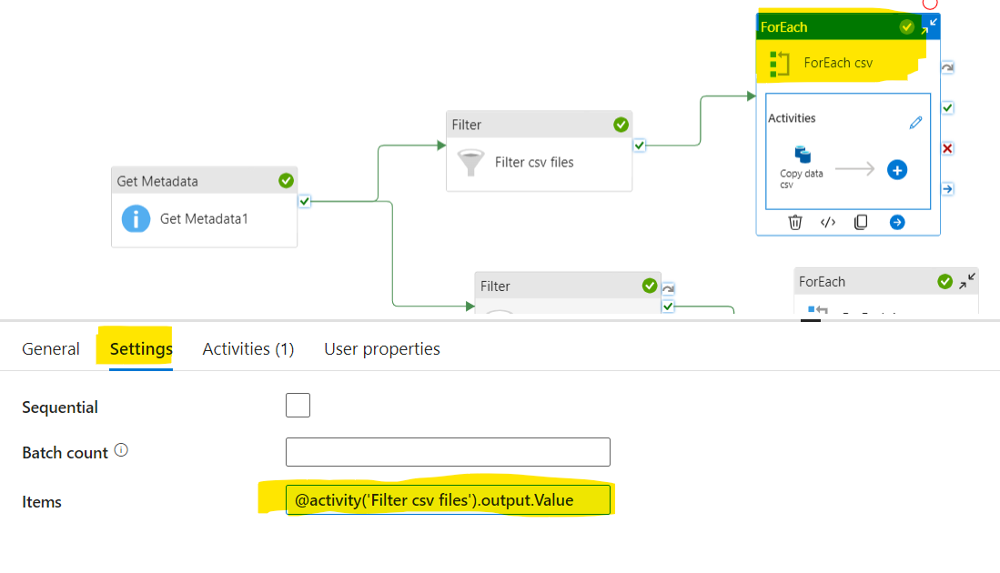 ForEach
ForEach csv
Activities
Copy data
csv
Filter
Filter csv files
Get Metadata
Get Metadata1
Filter
ForEach
General
Settings
Activities (1)
User properties
Sequential
Batch count
Items
@activity('Filter csv files').output.Value